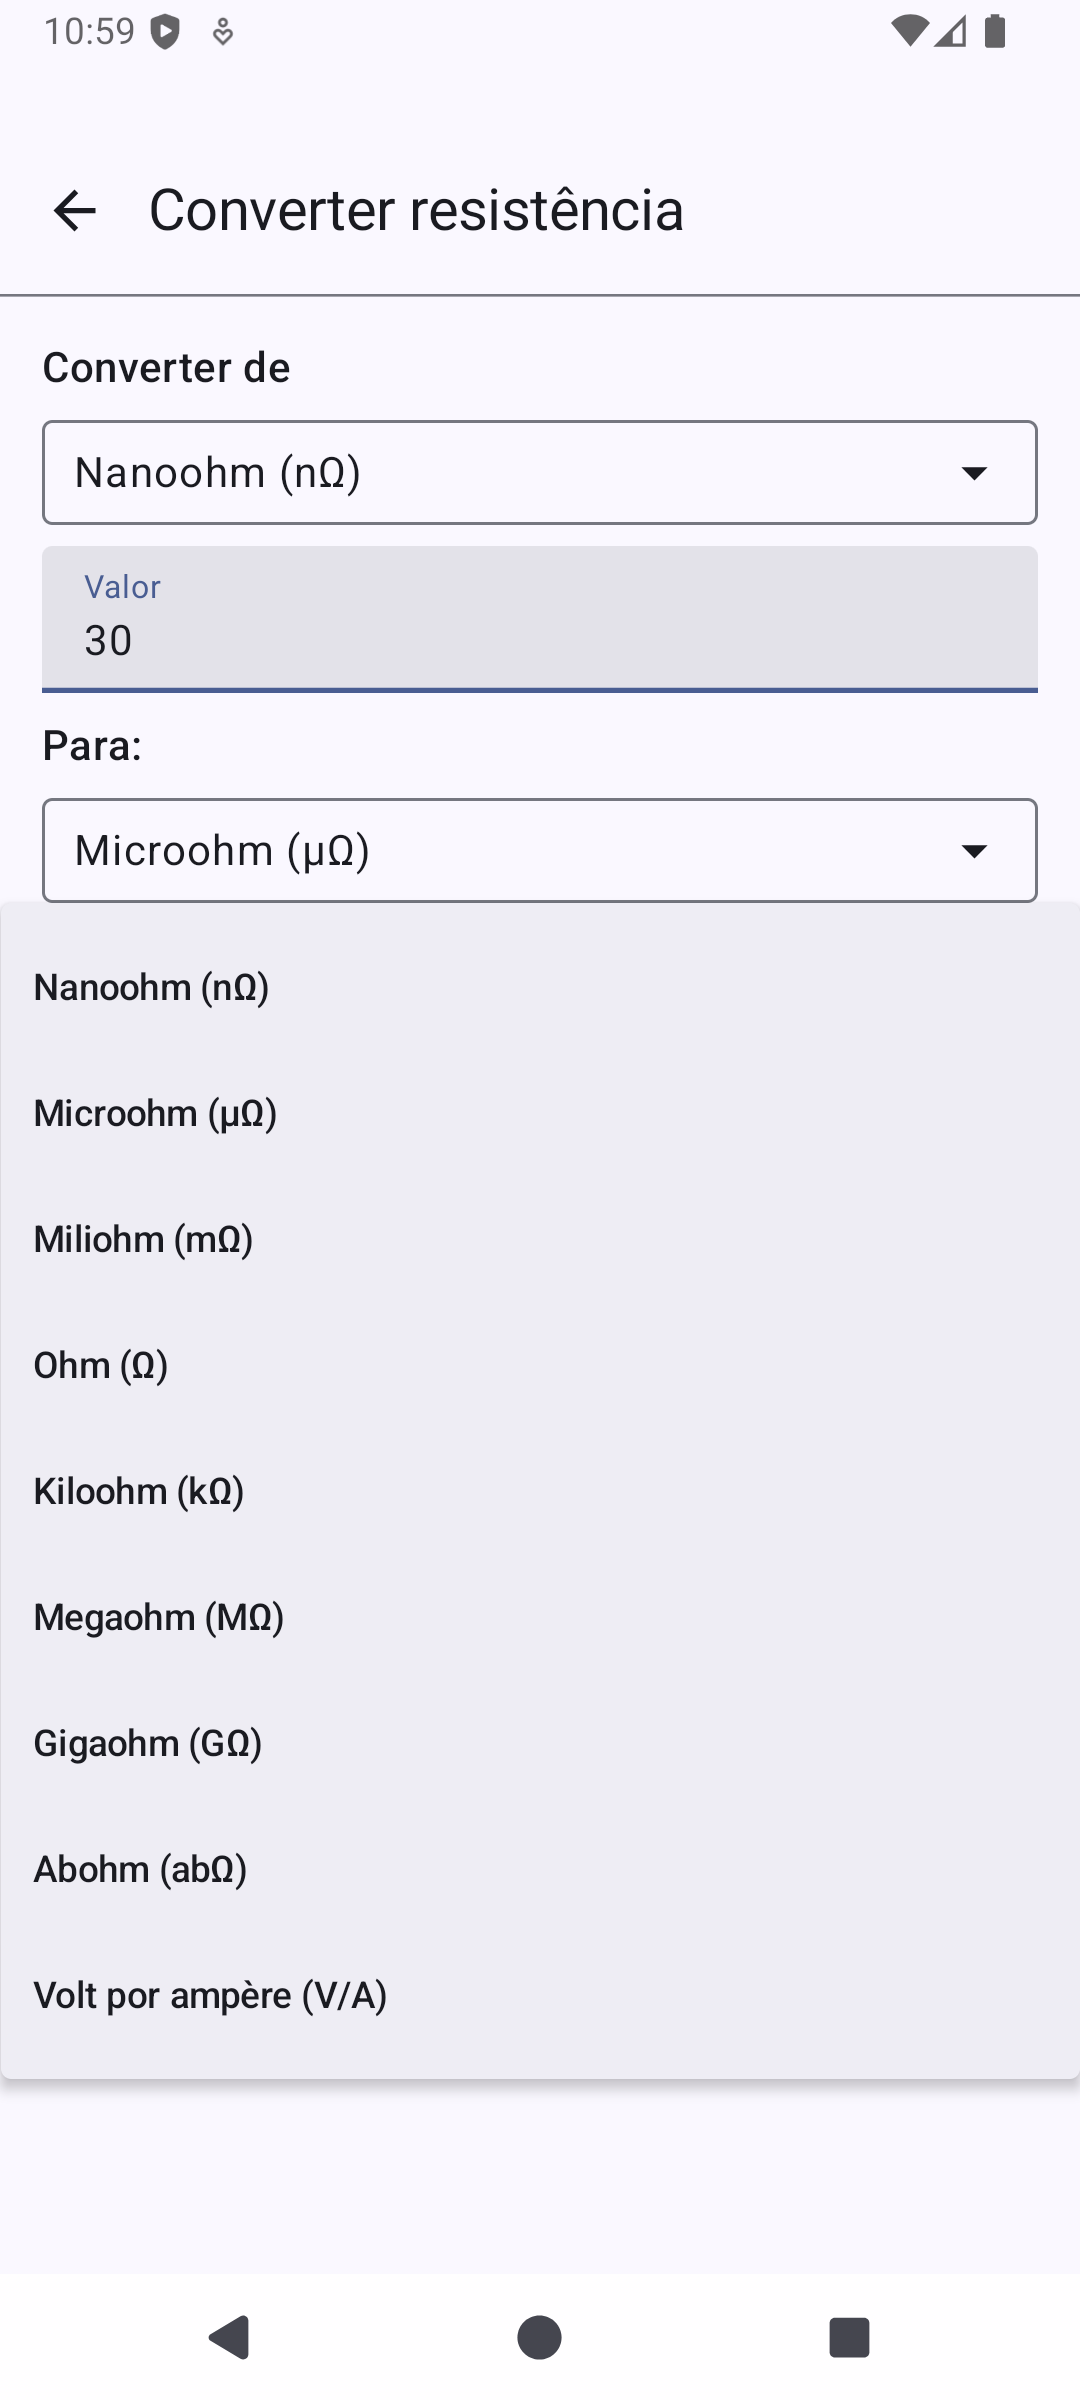 10:59
Converter resistência
Converter de
Nanoohm (nΩ)
Valor
30
Para:
Microohm (μΩ)
Nanoohm (nΩ)
Microohm (μΩ)
Miliohm (mΩ)
Ohm (Ω)
Kiloohm (kΩ)
Megaohm (MΩ)
Gigaohm (GΩ)
Abohm (abΩ)
Volt por ampère (V/A)